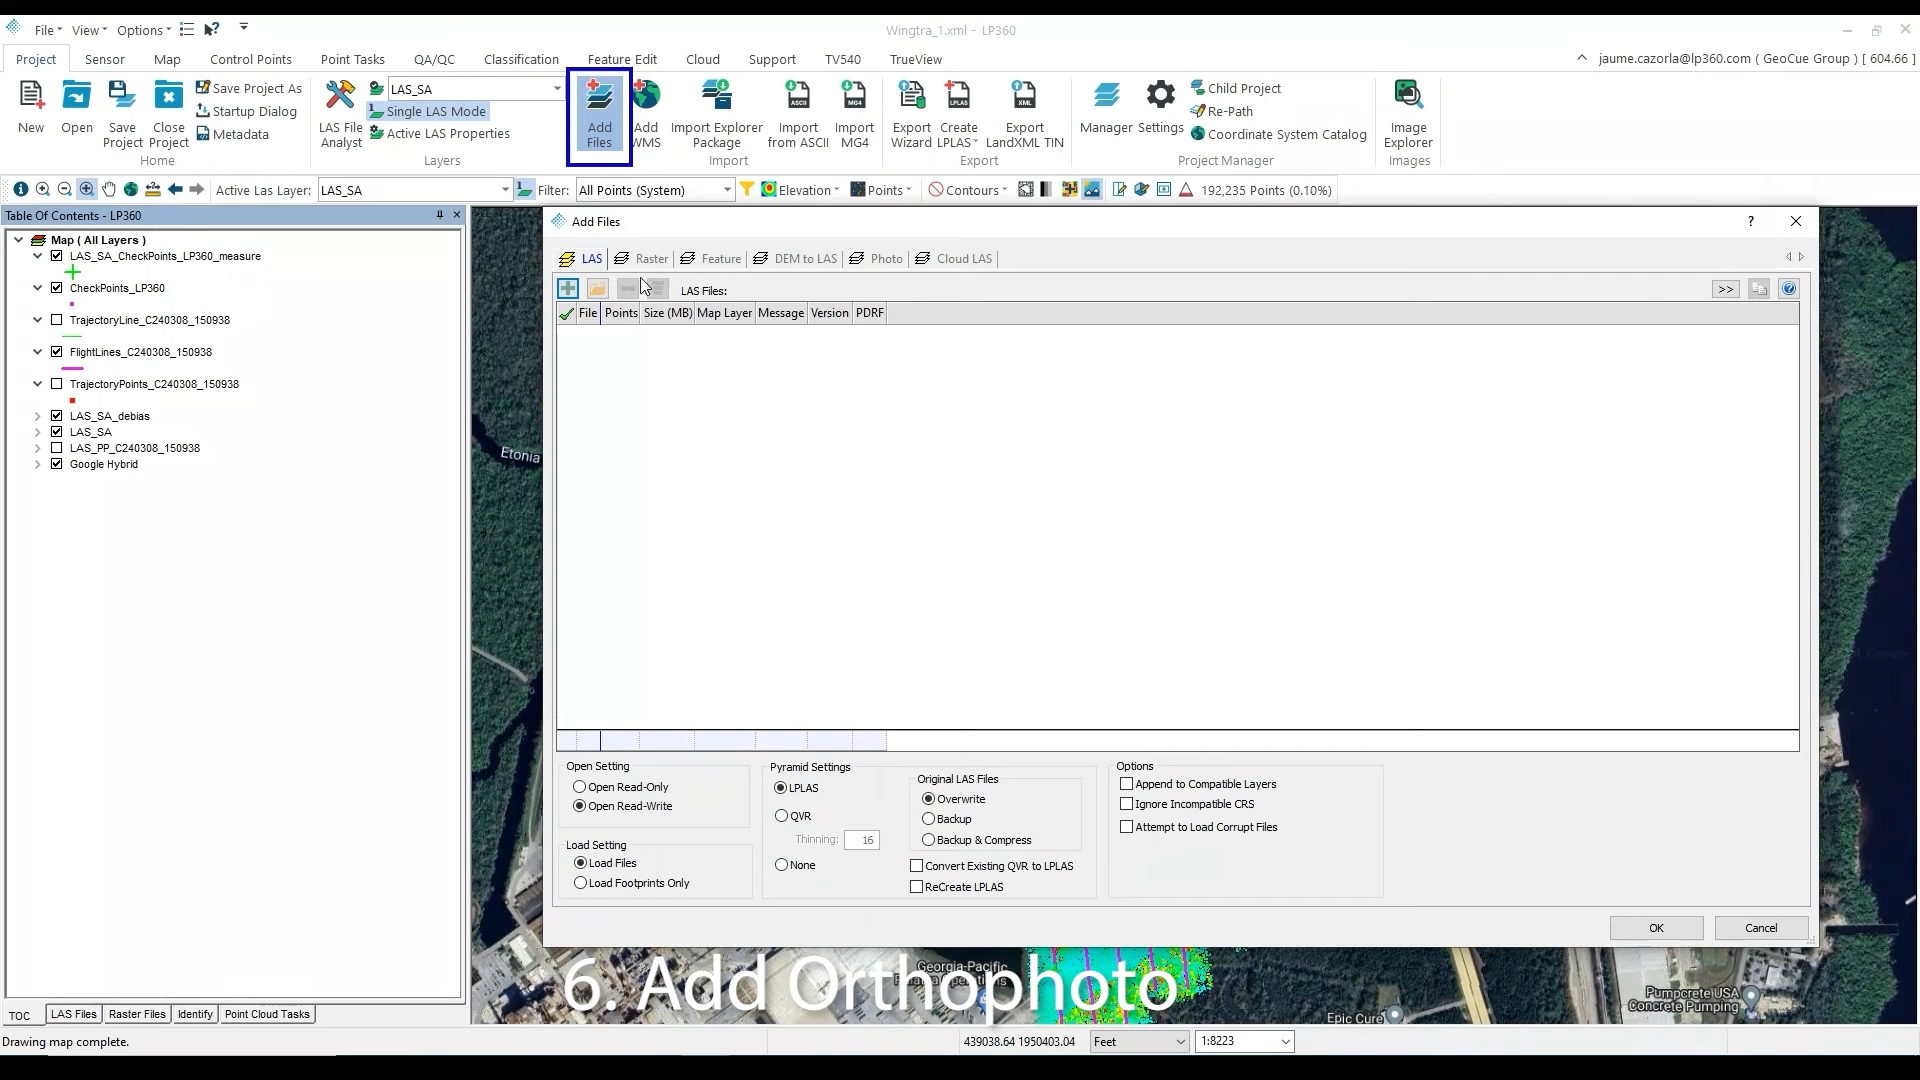 File View Options Wingtra_1.xml - LP360
Project Sensor Map Control Points Point Tasks QA/QC Classification Feature Edit Cloud Support TV540 TrueView jaume.cazorla@lp360.com ( GeoCue Group ) [ 604.66 ]
New
Open
Save
Project
Close
Project
Save Project As
Startup Dialog
Metadata
Home
LAS File
Analyst
LAS_SA
Single LAS Mode
Active LAS Properties
Layers
Add
Files
Add
WMS
Import Explorer
Package
ASCII
Import
from ASCII
MG4
Import
MG4
Import
Export
Wizard
LPLAS
Create
LPLAS
XML
Export
LandXML TIN
Export
Manager
Settings
Child Project
Re-Path
Coordinate System Catalog
Project Manager
Image
Explorer
Images
Active Las Layer: LAS_SA Filter: All Points (System) Elevation Points Contours 192,235 Points (0.10%)
Table Of Contents - LP360
Map ( All Layers )
LAS_SA_CheckPoints_LP360_measure
CheckPoints_LP360
TrajectoryLine_C240308_150938
FlightLines_C240308_150938
TrajectoryPoints_C240308_150938
LAS_SA_debias
LAS_SA
LAS_PP_C240308_150938
Google Hybrid
TOC LAS Files Raster Files Identify Point Cloud Tasks
Etonia
Add Files ?
LAS Raster Feature DEM to LAS Photo Cloud LAS
LAS Files: >>
File Points Size (MB) Map Layer Message Version PDRF
Open Setting
Open Read-Only
Open Read-Write
Load Setting
Load Files
Load Footprints Only
Pyramid Settings
LPLAS
QVR
Thinning: 16
None
Original LAS Files
Overwrite
Backup
Backup & Compress
Convert Existing QVR to LPLAS
ReCreate LPLAS
Options
Append to Compatible Layers
Ignore Incompatible CRS
Attempt to Load Corrupt Files
OK Cancel
Georgia-Pacific
6. Add Orthophoto
Pumpcrete USA
Concrete Pumping
Epic Cure
Drawing map complete. 439038.64 1950403.04 Feet 1:8223